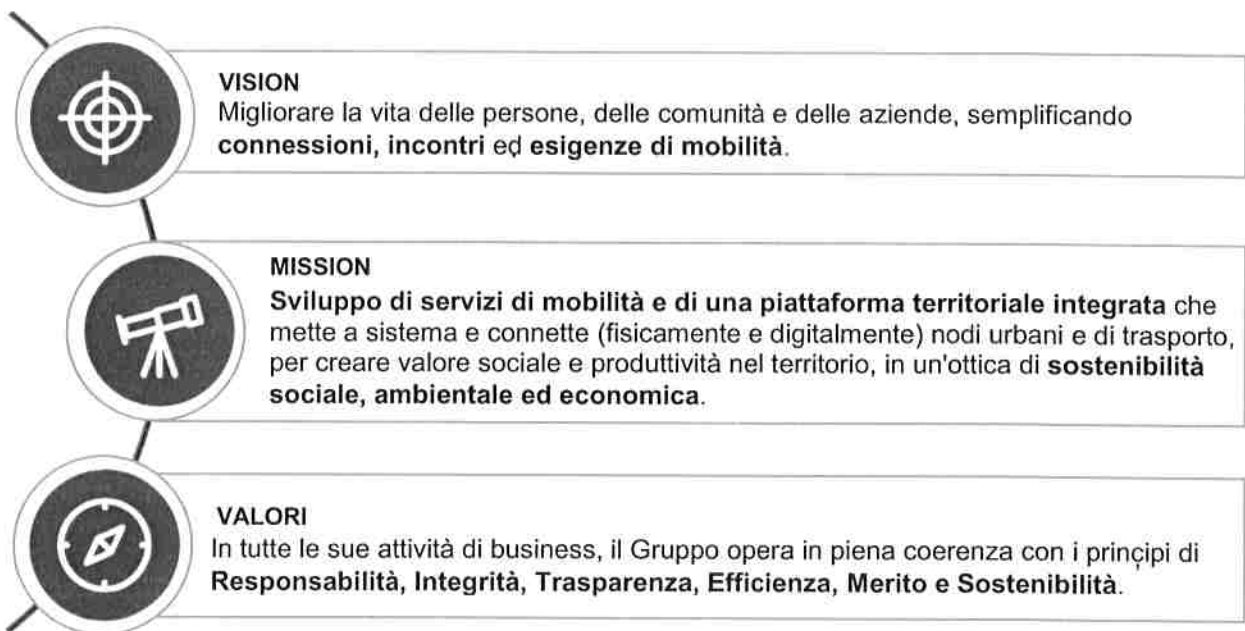 VISION
Migliorare la vita delle persone, delle comunità e delle aziende, semplificando
connessioni, incontri ed esigenze di mobilità.
MISSION
Sviluppo di servizi di mobilità e di una piattaforma territoriale integrata che
mette a sistema e connette (fisicamente e digitalmente) nodi urbani e di trasporto,
per creare valore sociale e produttività nel territorio, in un'ottica di sostenibilità
sociale, ambientale ed economica.
VALORI
In tutte le sue attività di business, il Gruppo opera in piena coerenza con i principi di
Responsabilità, Integrità, Trasparenza, Efficienza, Merito e Sostenibilità.